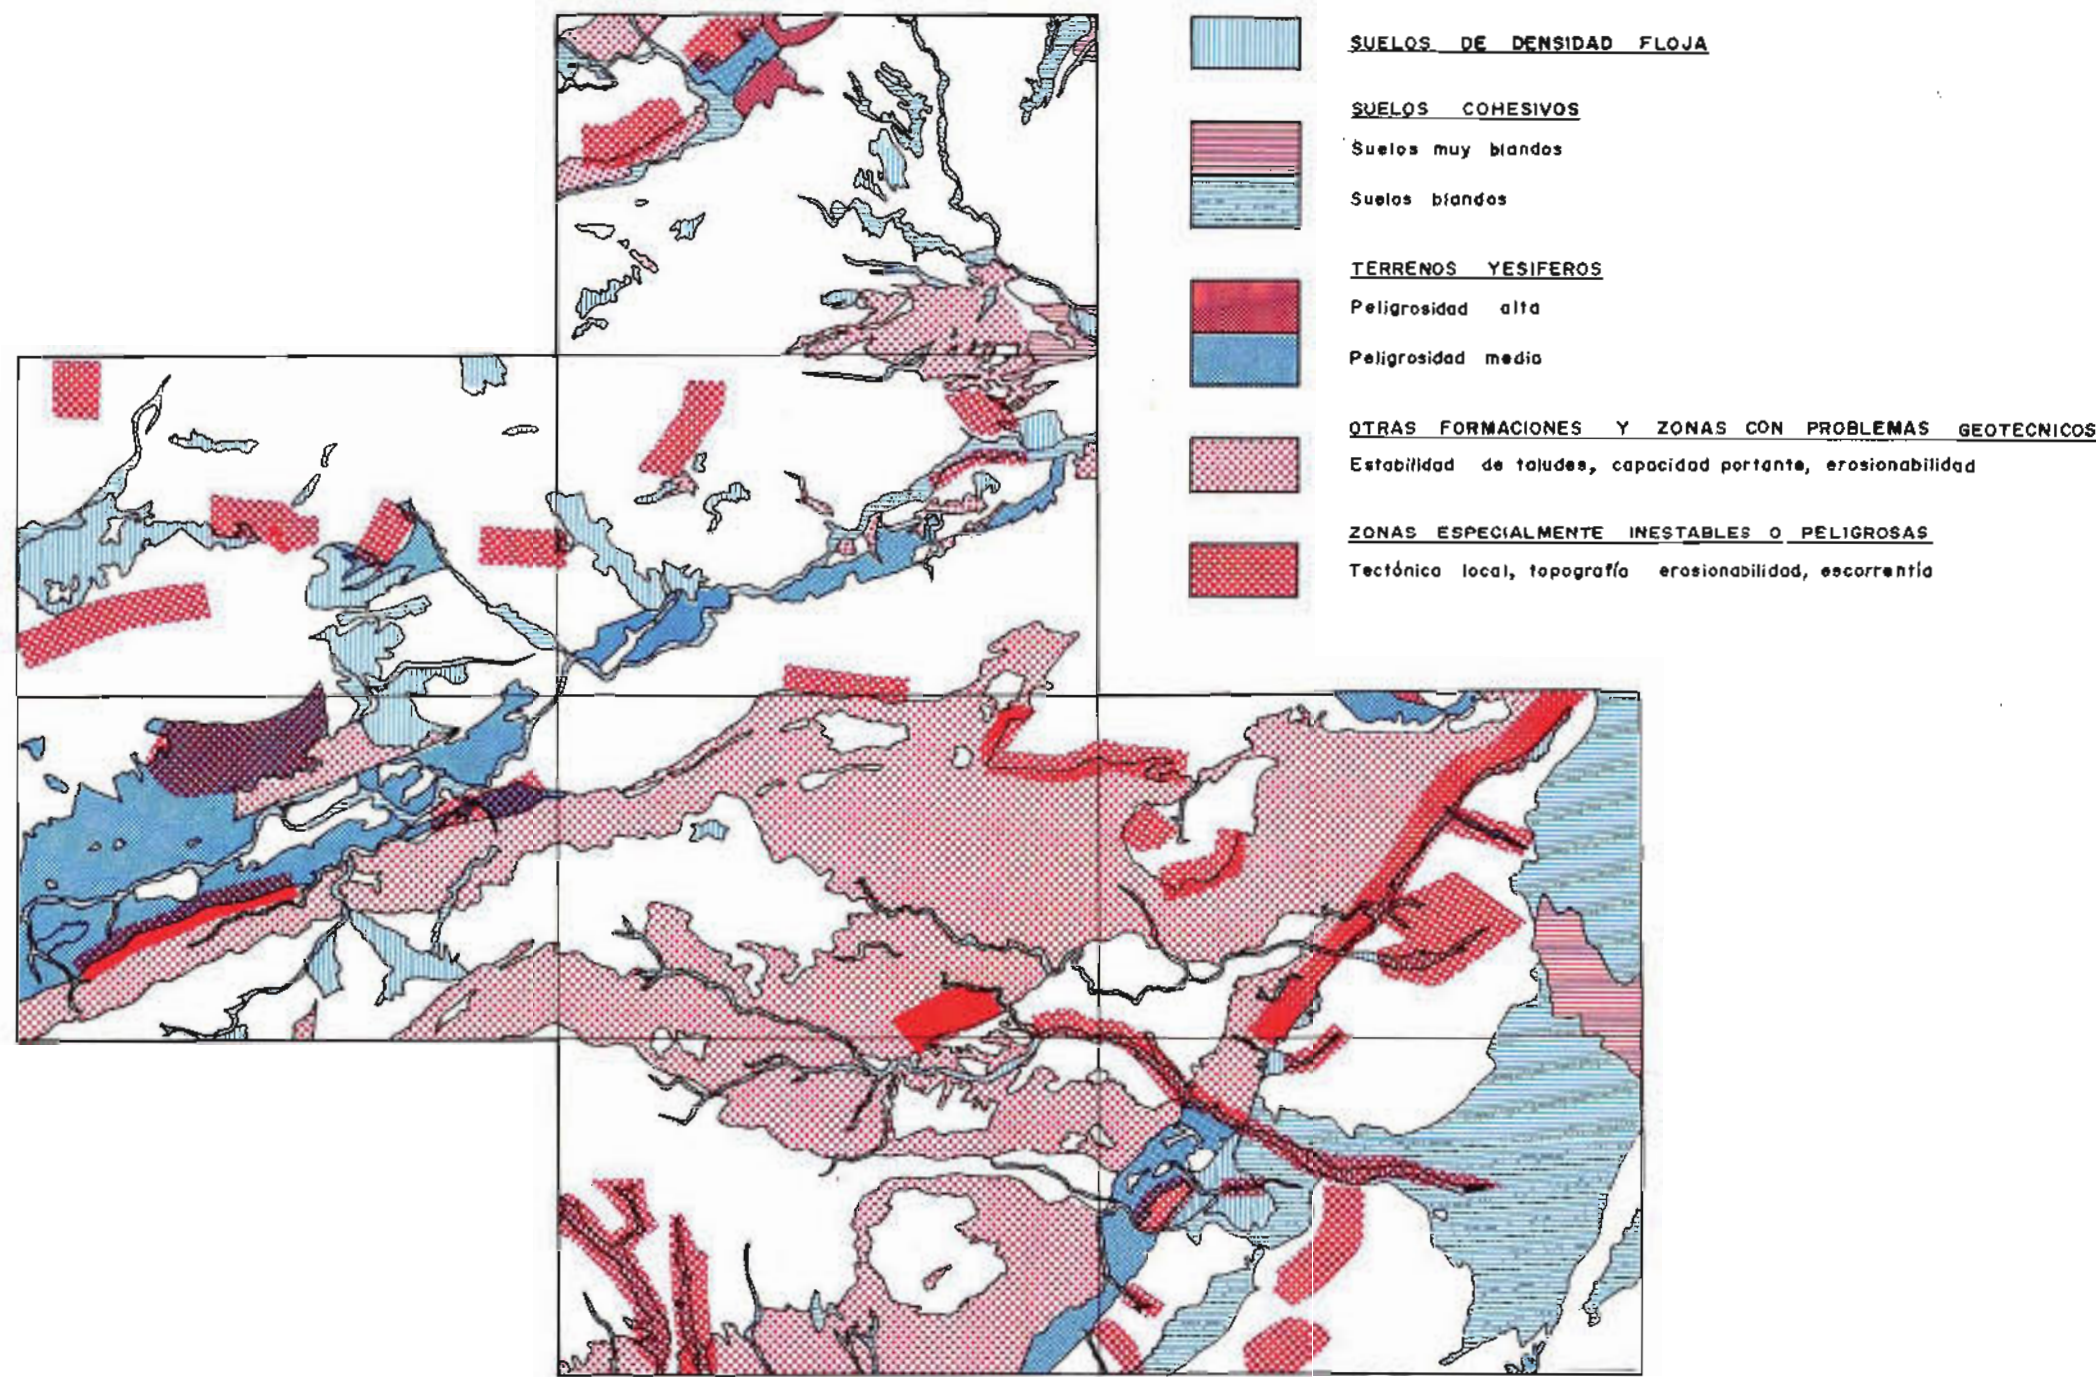 SUELOS DE DENSIDAD FLOJA
SUELOS COHESIVOS
Suelos muy blandos
Suelos blandos
TERRENOS YESIFEROS
Peligrosidad alta
Peligrosidad media
OTRAS FORMACIONES Y ZONAS CON PROBLEMAS GEOTECNICOS
Estabilidad de taludes, capacidad portante, erosionabilidad
ZONAS ESPECIALMENTE INESTABLES O PELIGROSAS
Tectónica local, topografía erosionabilidad, escorrentía